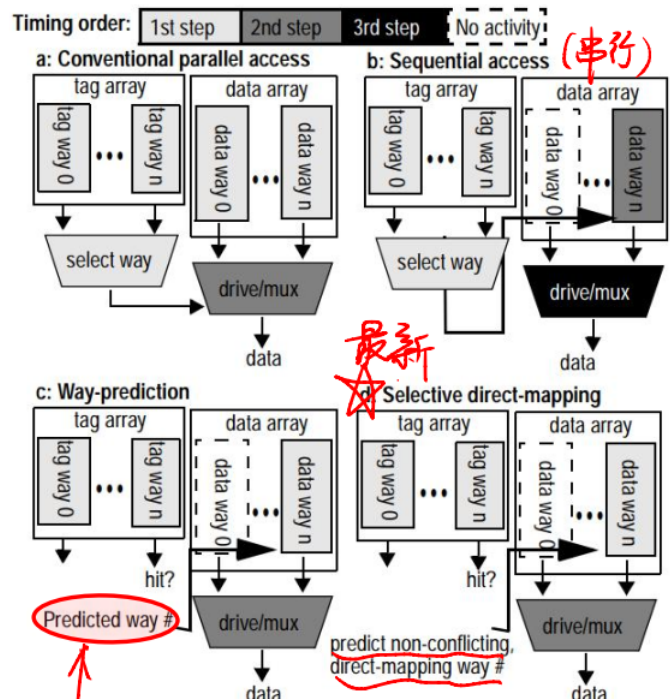 Timing order: 1st step 2nd step 3rd step No activity
a: Conventional parallel access
tag array
tag way 0
tag way n
select way
data array
data way 0
data way n
drive/mux
data
b: Sequential access
(串行)
tag array
tag way 0
tag way n
select way
data array
data way 0
data way n
drive/mux
data
c: Way-prediction
tag array
tag way 0
tag way n
hit?
Predicted way #
data array
data way 0
data way n
drive/mux
data
最新
d: Selective direct-mapping
tag array
tag way 0
tag way n
hit?
predict non-conflicting,
direct-mapping way #
data array
data way 0
data way n
drive/mux
data